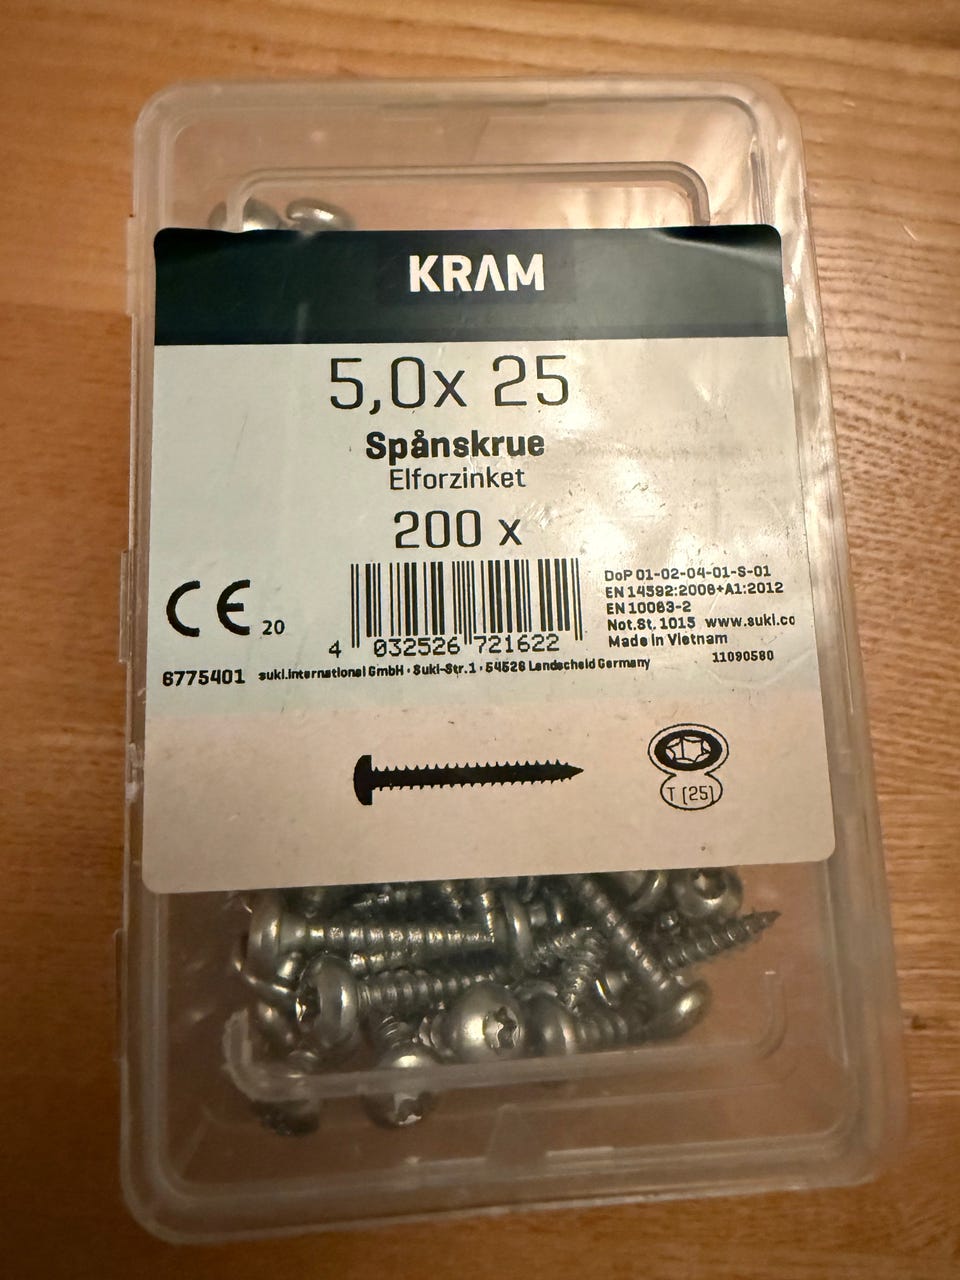 KRAM
5,0x 25
Spånskrue
Elforzinket
200 x
CE 20
4 032526 721622
DoP 01-02-04-01-S-01
EN 14592:2008+A1:2012
EN 10083-2
Not.St. 1015 www.suki.co
Made in Vietnam
11090580
6775401 suki.international GmbH · Suki-Str.1 · 54526 Landscheid Germany
T (25)